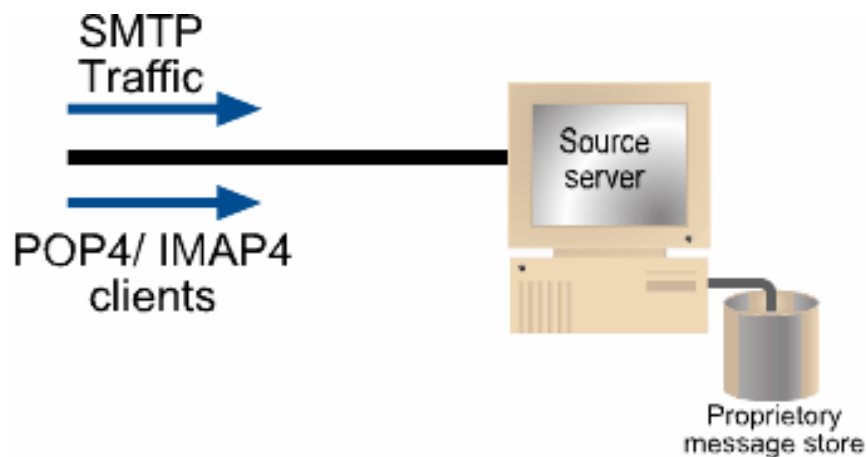 SMTP
Traffic
Source
server
POP4/ IMAP4
clients
Proprietory
message store